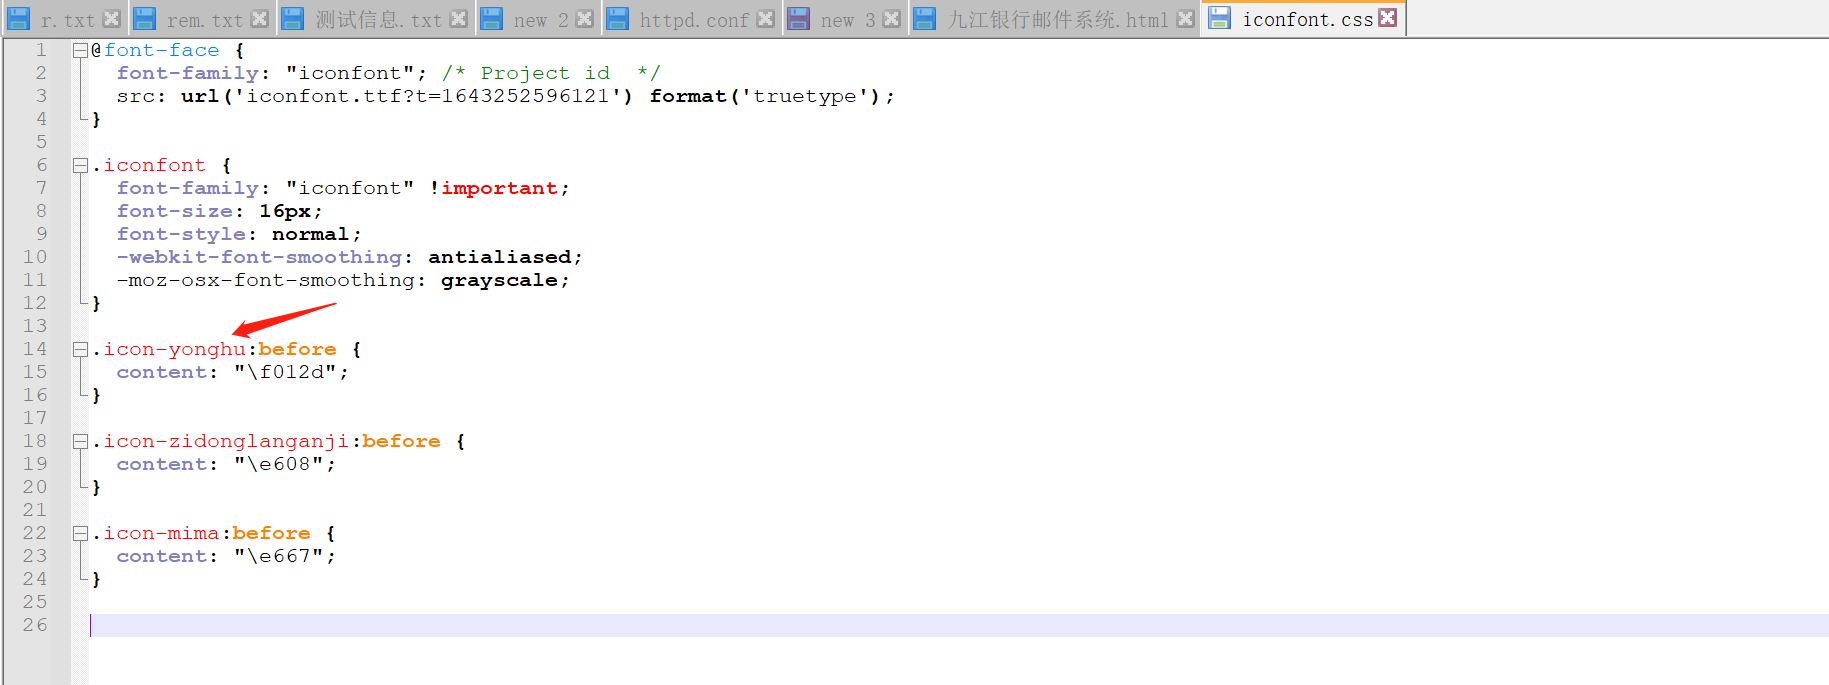 r.txt rem.txt 测试信息.txt new 2 httpd.conf new 3 九江银行邮件系统.html iconfont.css
1 @font-face {
2 font-family: "iconfont"; /* Project id  */
3 src: url('iconfont.ttf?t=1643252596121') format('truetype');
4 }
5
6 .iconfont {
7 font-family: "iconfont" !important;
8 font-size: 16px;
9 font-style: normal;
10 -webkit-font-smoothing: antialiased;
11 -moz-osx-font-smoothing: grayscale;
12 }
13
14 .icon-yonghu:before {
15 content: "\f012d";
16 }
17
18 .icon-zidonglanganji:before {
19 content: "\e608";
20 }
21
22 .icon-mima:before {
23 content: "\e667";
24 }
25
26